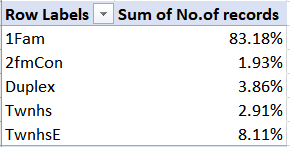 Row Labels Sum of No.of records
1Fam 83.18%
2fmCon 1.93%
Duplex 3.86%
Twnhs 2.91%
TwnhsE 8.11%